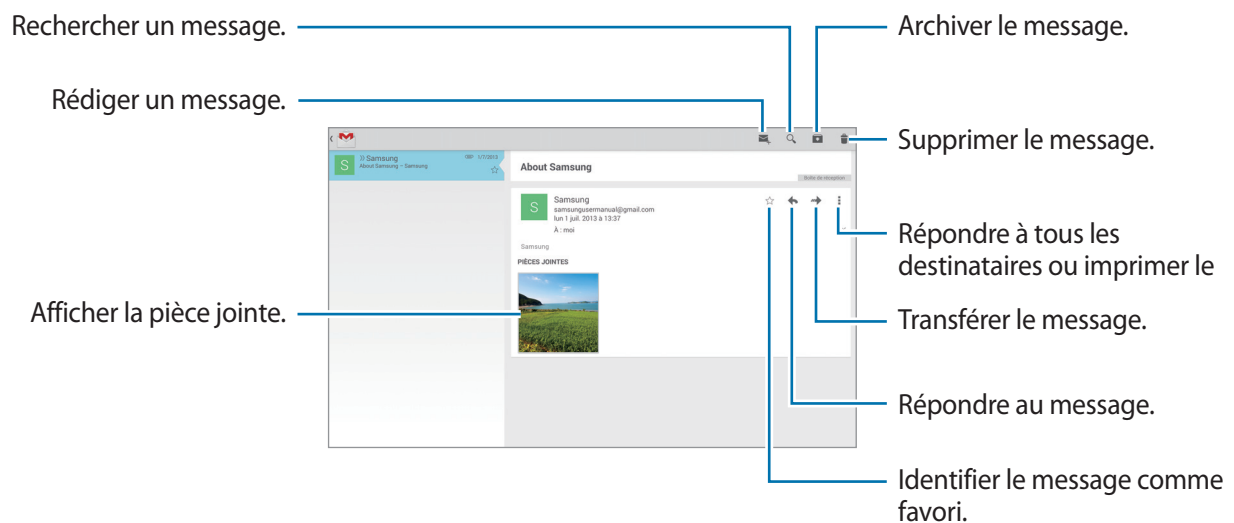 Rechercher un message.
Rédiger un message.
Afficher la pièce jointe.
Samsung
1/7/2013
About Samsung – Samsung
S
About Samsung
Boîte de réception
S
Samsung
samsungusermanual@gmail.com
lun 1 juil. 2013 à 13:37
À : moi
Samsung
PIÈCES JOINTES
Archiver le message.
Supprimer le message.
Répondre à tous les
destinataires ou imprimer le
Transférer le message.
Répondre au message.
Identifier le message comme
favori.